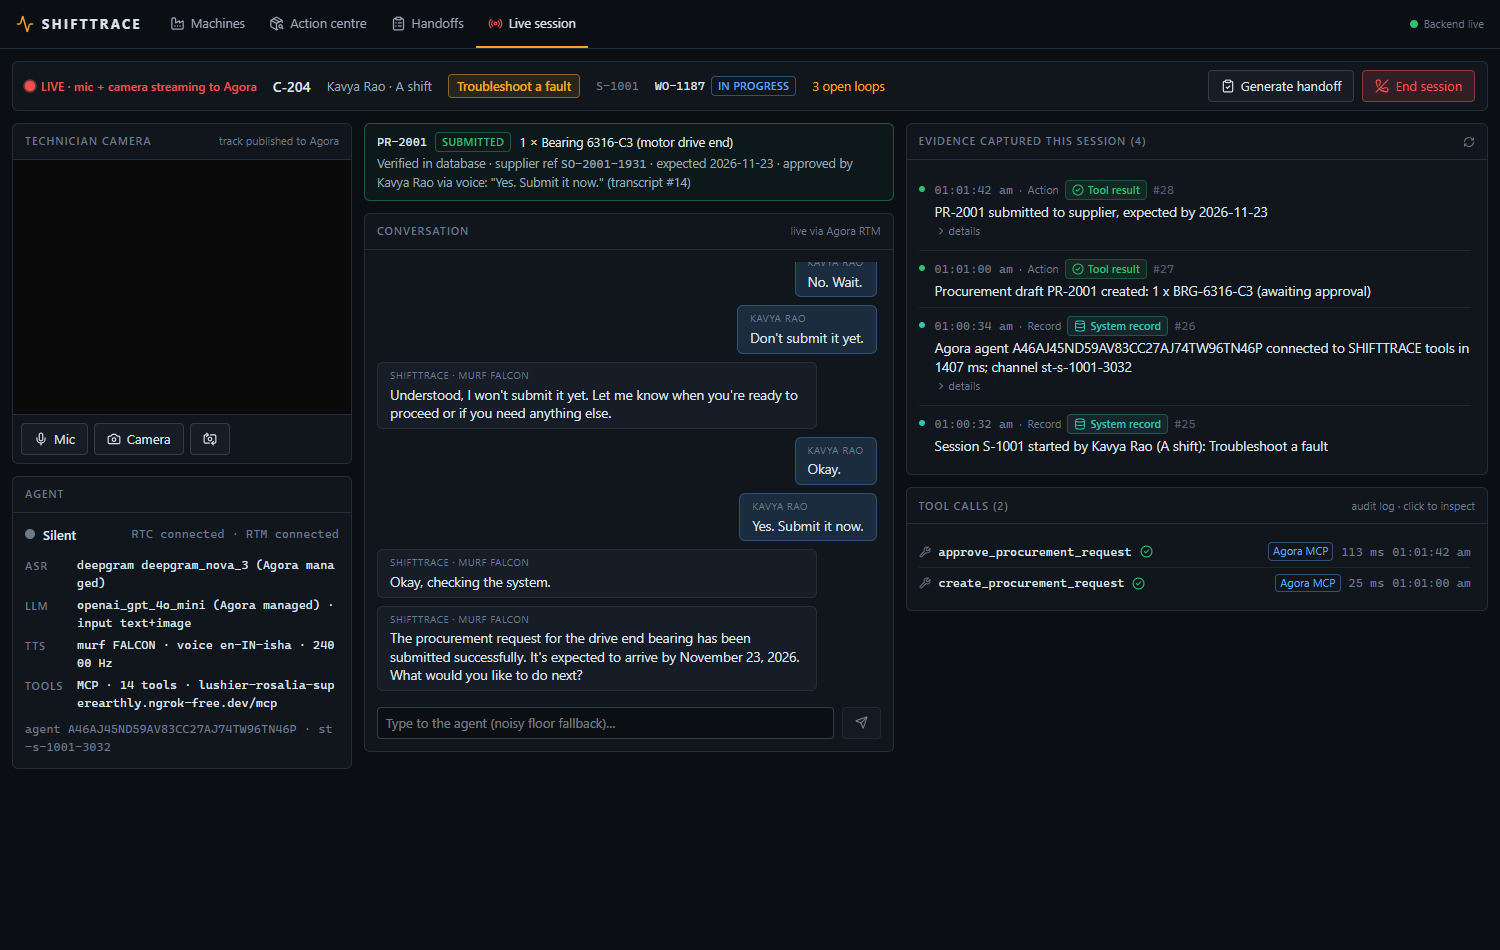 SHIFTTRACE
Machines
Action centre
Handoffs
Live session
Backend live
LIVE · mic + camera streaming to Agora
C-204
Kavya Rao · A shift
Troubleshoot a fault
S-1001
WO-1187
IN PROGRESS
3 open loops
Generate handoff
End session
TECHNICIAN CAMERA
track published to Agora
Mic
Camera
AGENT
Silent
RTC connected · RTM connected
ASR
deepgram deepgram_nova_3 (Agora mana
ged)
LLM
openai_gpt_4o_mini (Agora managed) ·
input text+image
TTS
murf FALCON · voice en-IN-isha · 240
00 Hz
TOOLS
MCP · 14 tools · lushier-rosalia-sup
erearthly.ngrok-free.dev/mcp
agent A46AJ45ND59AV83CC27AJ74TW96TN46P · st
-s-1001-3032
PR-2001
SUBMITTED
1 × Bearing 6316-C3 (motor drive end)
Verified in database · supplier ref SO-2001-1931 · expected 2026-11-23 · approved by
Kavya Rao via voice: "Yes. Submit it now." (transcript #14)
CONVERSATION
live via Agora RTM
KAVYA RAO
No. Wait.
KAVYA RAO
Don't submit it yet.
SHIFTTRACE · MURF FALCON
Understood, I won't submit it yet. Let me know when you're ready to
proceed or if you need anything else.
KAVYA RAO
Okay.
KAVYA RAO
Yes. Submit it now.
SHIFTTRACE · MURF FALCON
Okay, checking the system.
SHIFTTRACE · MURF FALCON
The procurement request for the drive end bearing has been
submitted successfully. It's expected to arrive by November 23, 2026.
What would you like to do next?
Type to the agent (noisy floor fallback)...
EVIDENCE CAPTURED THIS SESSION (4)
01:01:42 am · Action
Tool result
#28
PR-2001 submitted to supplier, expected by 2026-11-23
details
01:01:00 am · Action
Tool result
#27
Procurement draft PR-2001 created: 1 x BRG-6316-C3 (awaiting approval)
01:00:34 am · Record
System record
#26
Agora agent A46AJ45ND59AV83CC27AJ74TW96TN46P connected to SHIFTTRACE tools in
1407 ms; channel st-s-1001-3032
details
01:00:32 am · Record
System record
#25
Session S-1001 started by Kavya Rao (A shift): Troubleshoot a fault
TOOL CALLS (2)
audit log · click to inspect
approve_procurement_request
Agora MCP
113 ms 01:01:42 am
create_procurement_request
Agora MCP
25 ms 01:01:00 am